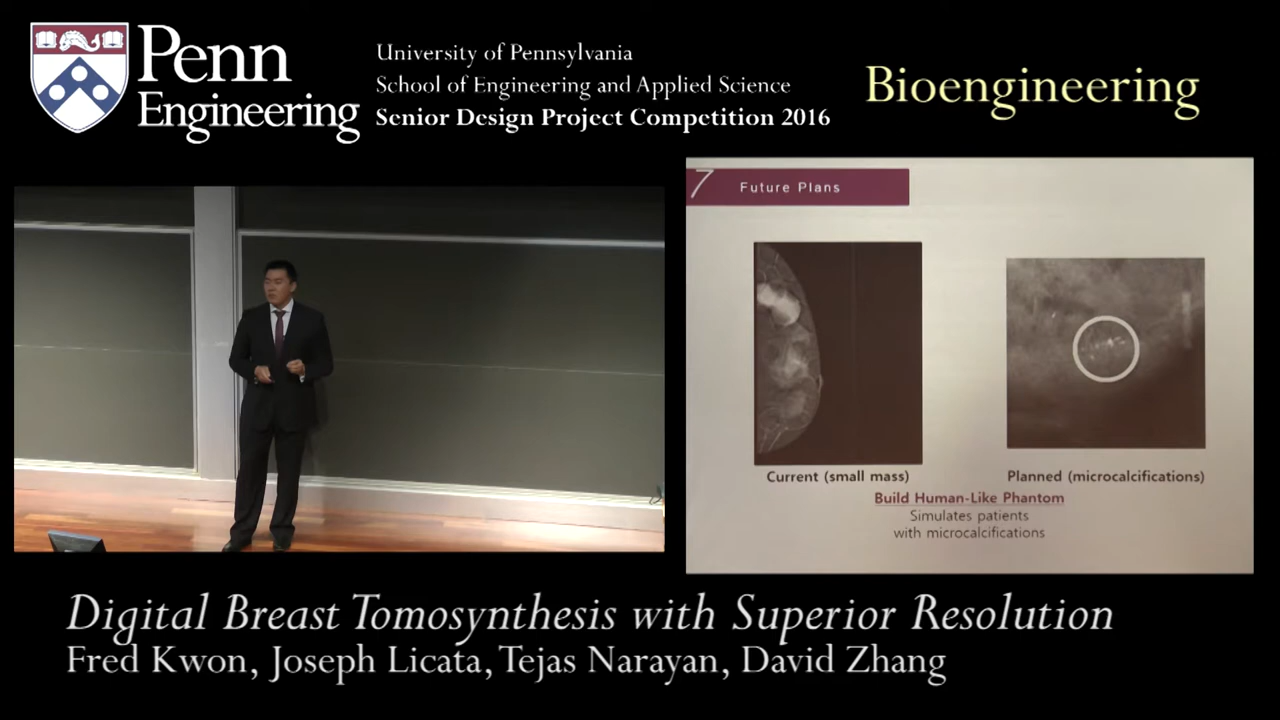 Penn
Engineering
University of Pennsylvania
School of Engineering and Applied Science
Senior Design Project Competition 2016
Bioengineering
7 Future Plans
Current (small mass)
Planned (microcalcifications)
Build Human-Like Phantom
Simulates patients
with microcalcifications
Digital Breast Tomosynthesis with Superior Resolution
Fred Kwon, Joseph Licata, Tejas Narayan, David Zhang